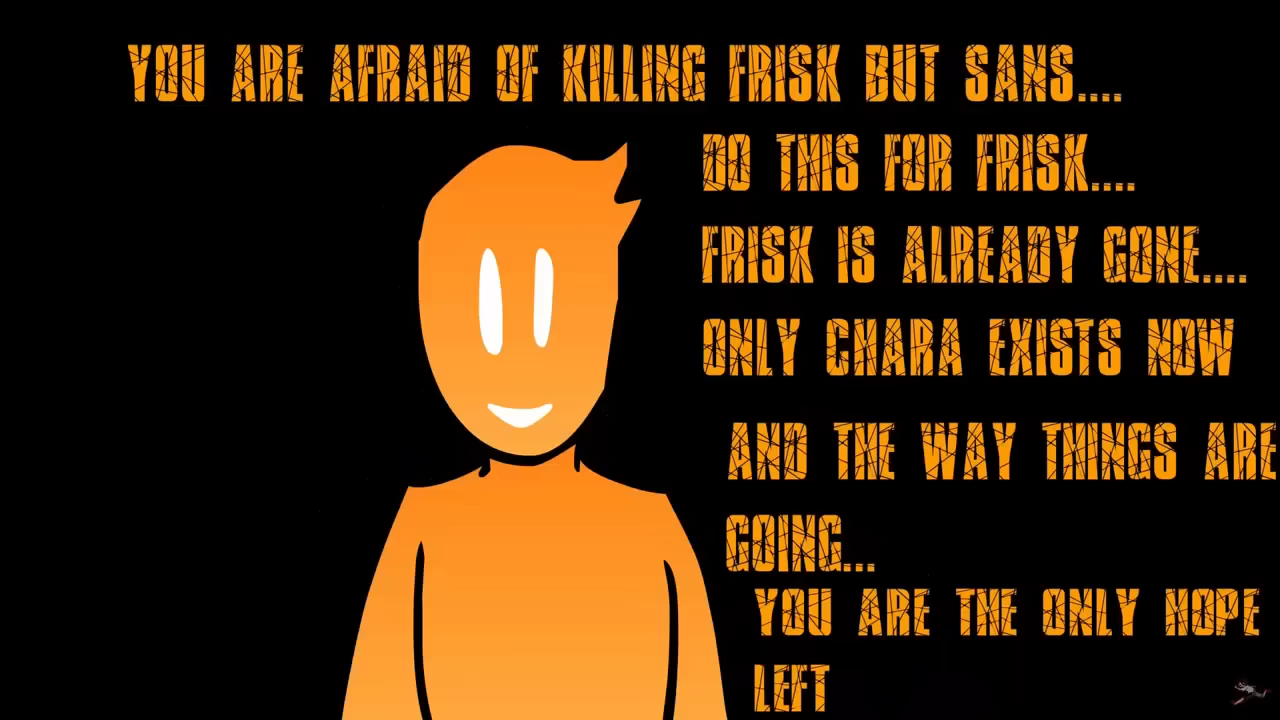 YOU ARE AFRAID OF KILLING FRISK BUT SANS....
DO THIS FOR FRISK....
FRISK IS ALREADY GONE....
ONLY CHARA EXISTS NOW
AND THE WAY THINGS ARE
GOING...
YOU ARE THE ONLY HOPE
LEFT